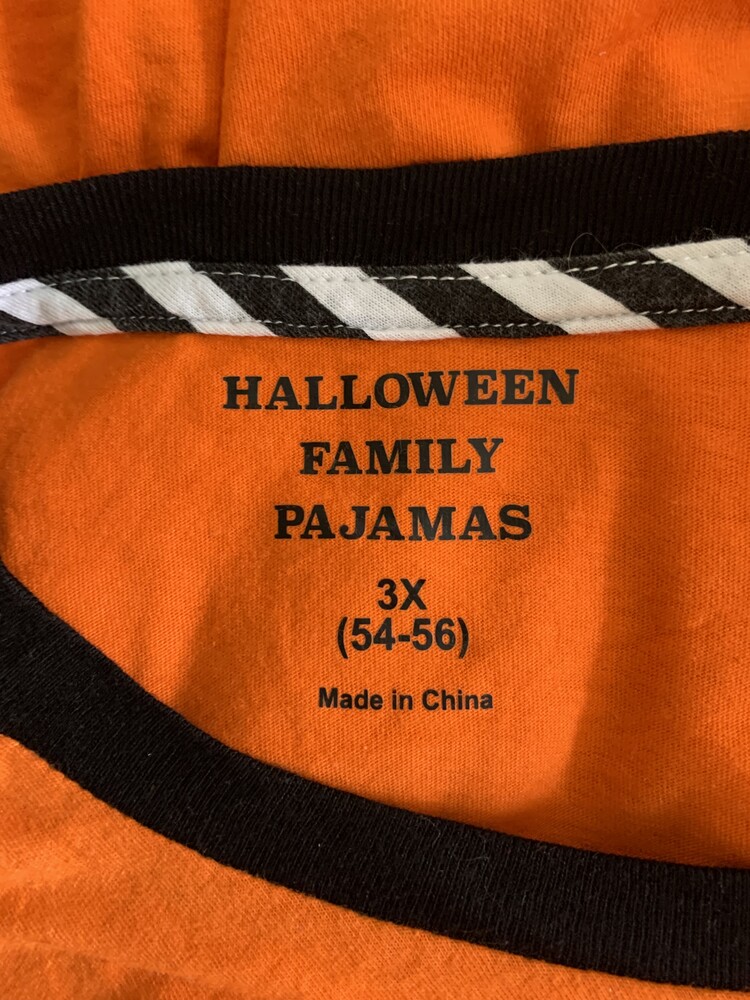 HALLOWEEN
FAMILY
PAJAMAS
3X
(54-56)
Made in China